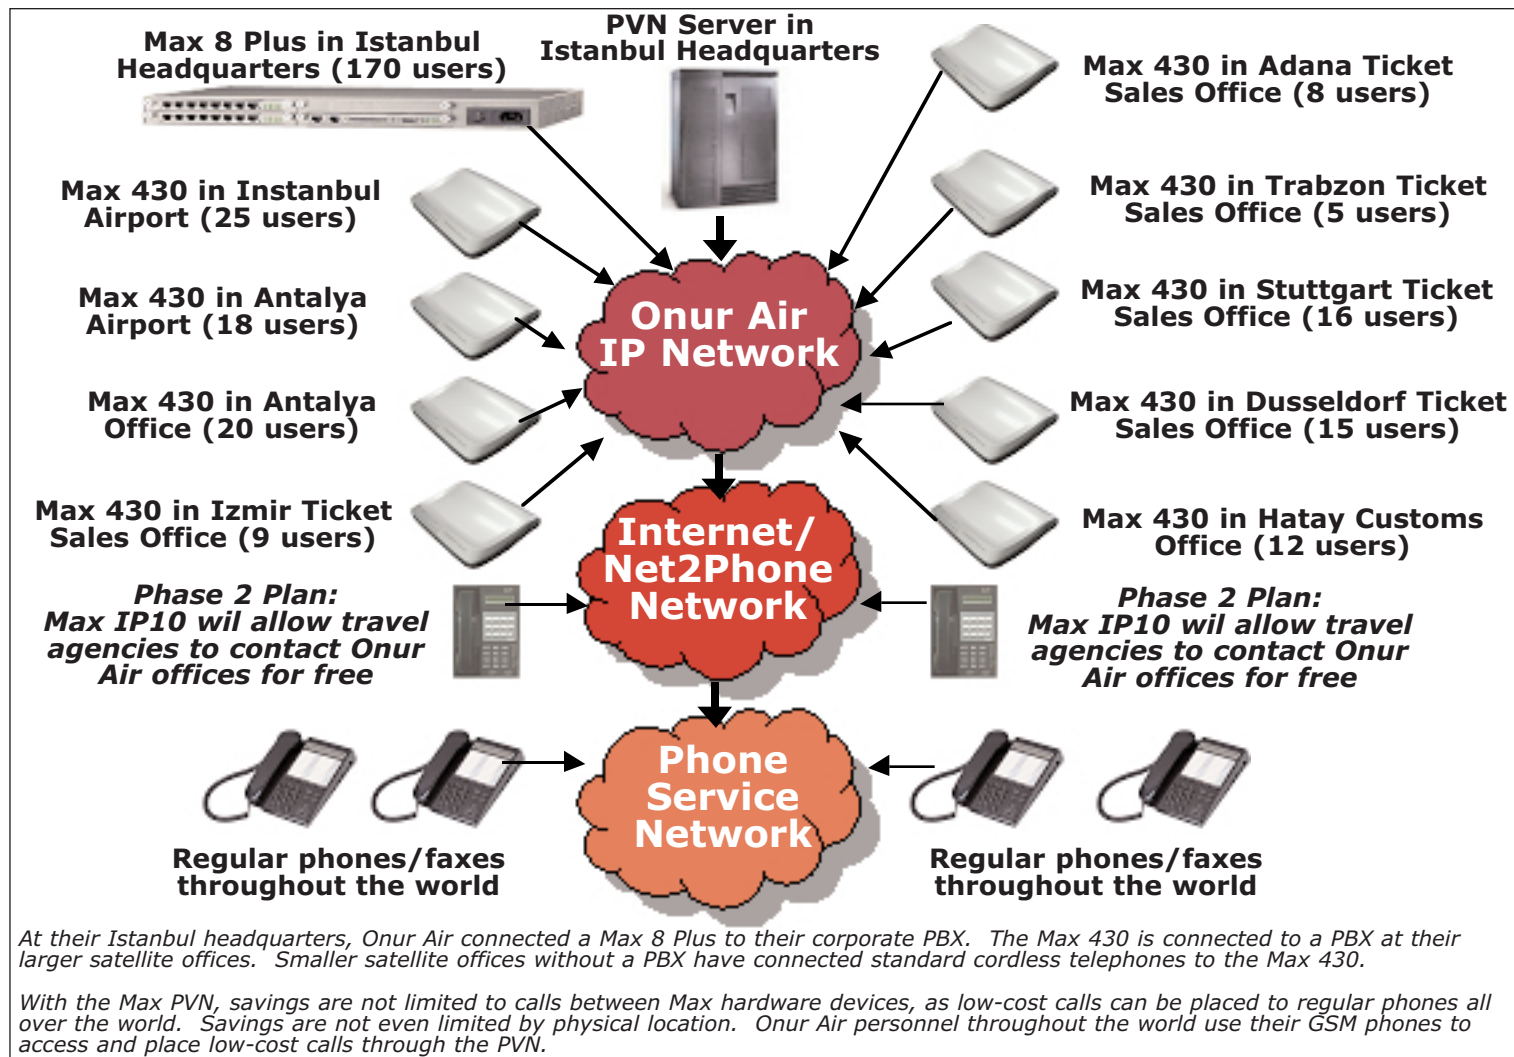 Max 8 Plus in Istanbul
Headquarters (170 users)
PVN Server in
Istanbul Headquarters
Max 430 in Adana Ticket
Sales Office (8 users)
Max 430 in Instanbul
Airport (25 users)
Max 430 in Trabzon Ticket
Sales Office (5 users)
Max 430 in Antalya
Airport (18 users)
Onur Air
IP Network
Max 430 in Stuttgart Ticket
Sales Office (16 users)
Max 430 in Antalya
Office (20 users)
Max 430 in Dusseldorf Ticket
Sales Office (15 users)
Max 430 in Izmir Ticket
Sales Office (9 users)
Internet/
Net2Phone
Network
Max 430 in Hatay Customs
Office (12 users)
Phase 2 Plan:
Max IP10 wil allow travel
agencies to contact Onur
Air offices for free
Phase 2 Plan:
Max IP10 wil allow travel
agencies to contact Onur
Air offices for free
Phone
Service
Network
Regular phones/faxes
throughout the world
Regular phones/faxes
throughout the world
At their Istanbul headquarters, Onur Air connected a Max 8 Plus to their corporate PBX.  The Max 430 is connected to a PBX at their
larger satellite offices.  Smaller satellite offices without a PBX have connected standard cordless telephones to the Max 430.
With the Max PVN, savings are not limited to calls between Max hardware devices, as low-cost calls can be placed to regular phones all
over the world.  Savings are not even limited by physical location.  Onur Air personnel throughout the world use their GSM phones to
access and place low-cost calls through the PVN.